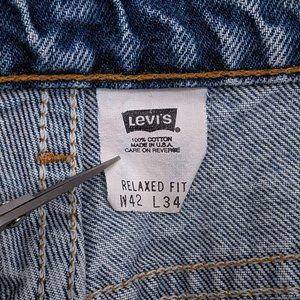 LEVI'S
100% COTTON
MADE IN U.S.A.
CARE ON REVERSE
RELAXED FIT
W42 L34